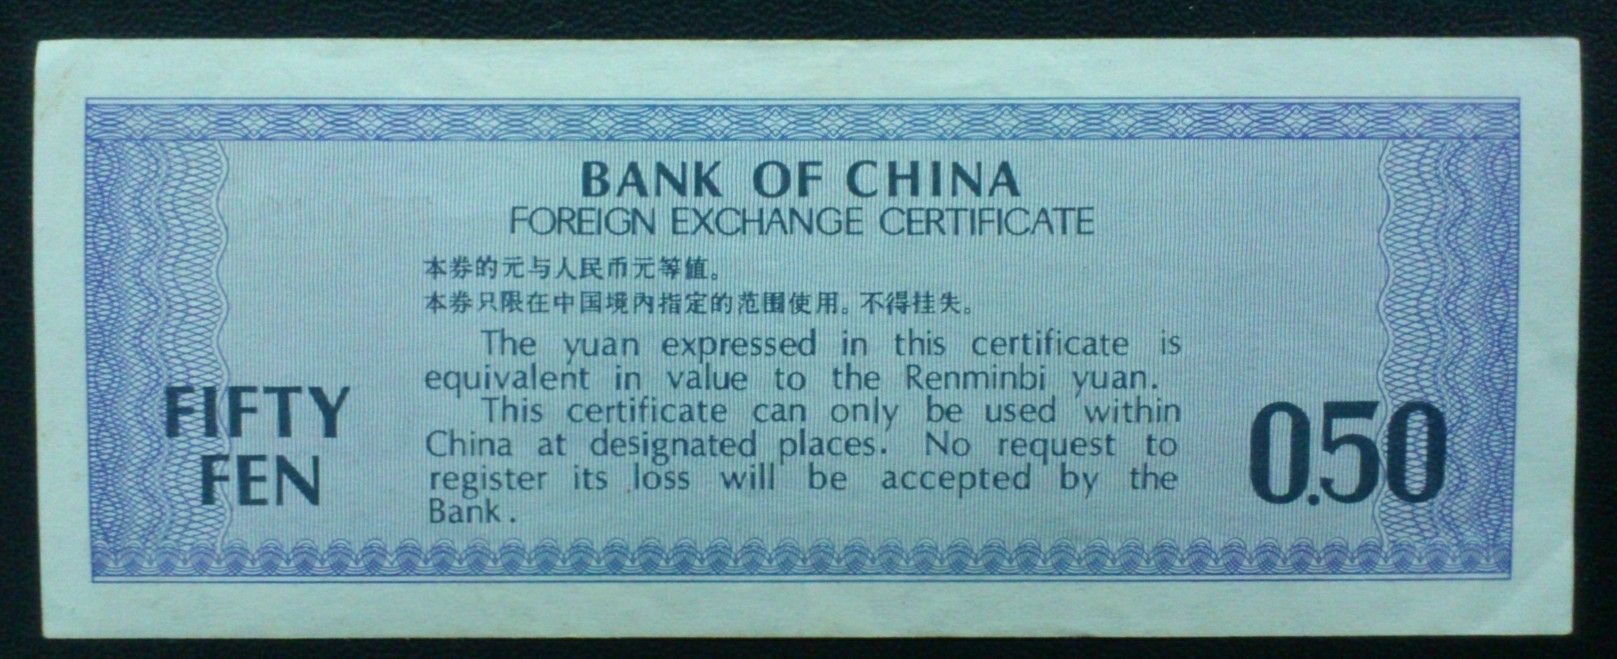 BANK OF CHINA
FOREIGN EXCHANGE CERTIFICATE
本券的元与人民币元等值。
本券只限在中国境内指定的范围使用。不得挂失。
The yuan expressed in this certificate is
equivalent in value to the Renminbi yuan.
This certificate can only be used within
China at designated places. No request to
register its loss will be accepted by the
Bank.
FIFTY
FEN
0.50